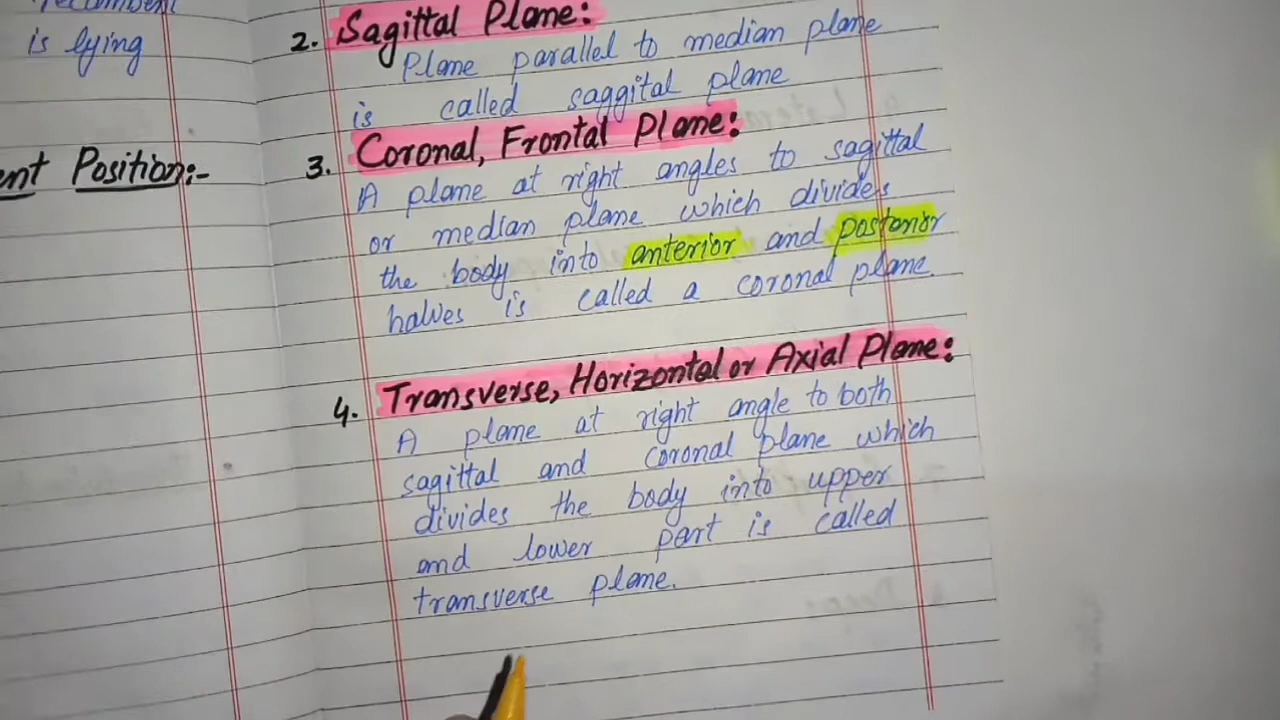 is lying
ent Position:-
2. Sagittal Plane:
Plane parallel to median plane
is called saggital plane
3. Coronal, Frontal Plane:
A plane at right angles to sagittal
or median plane which divides
the body into anterior and posterior
halves is called a coronal plane.
4. Transverse, Horizontal or Axial Plane:
A plane at right angle to both
sagittal and coronal plane which
divides the body into upper
and lower part is called
transverse plane.